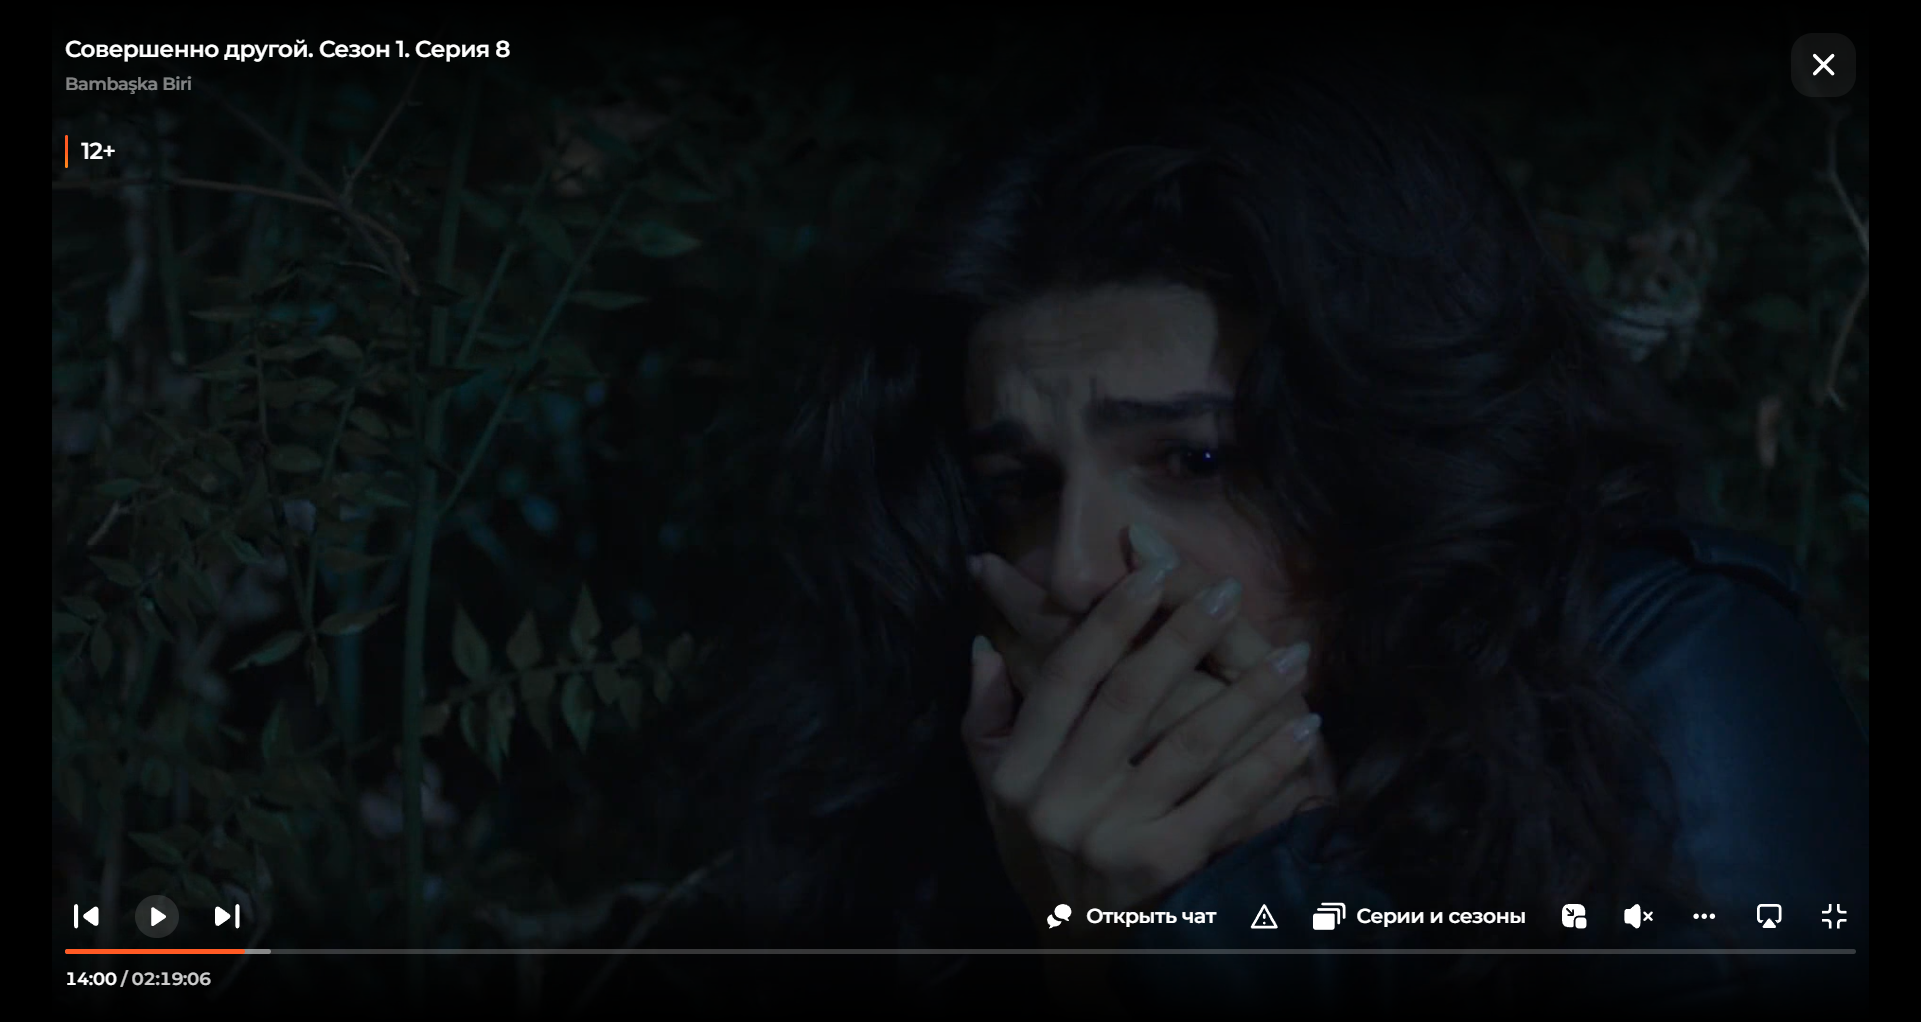 Совершенно другой. Сезон 1. Серия 8
Bambaşka Biri
12+
Открыть чат
Серии и сезоны
14:00 / 02:19:06